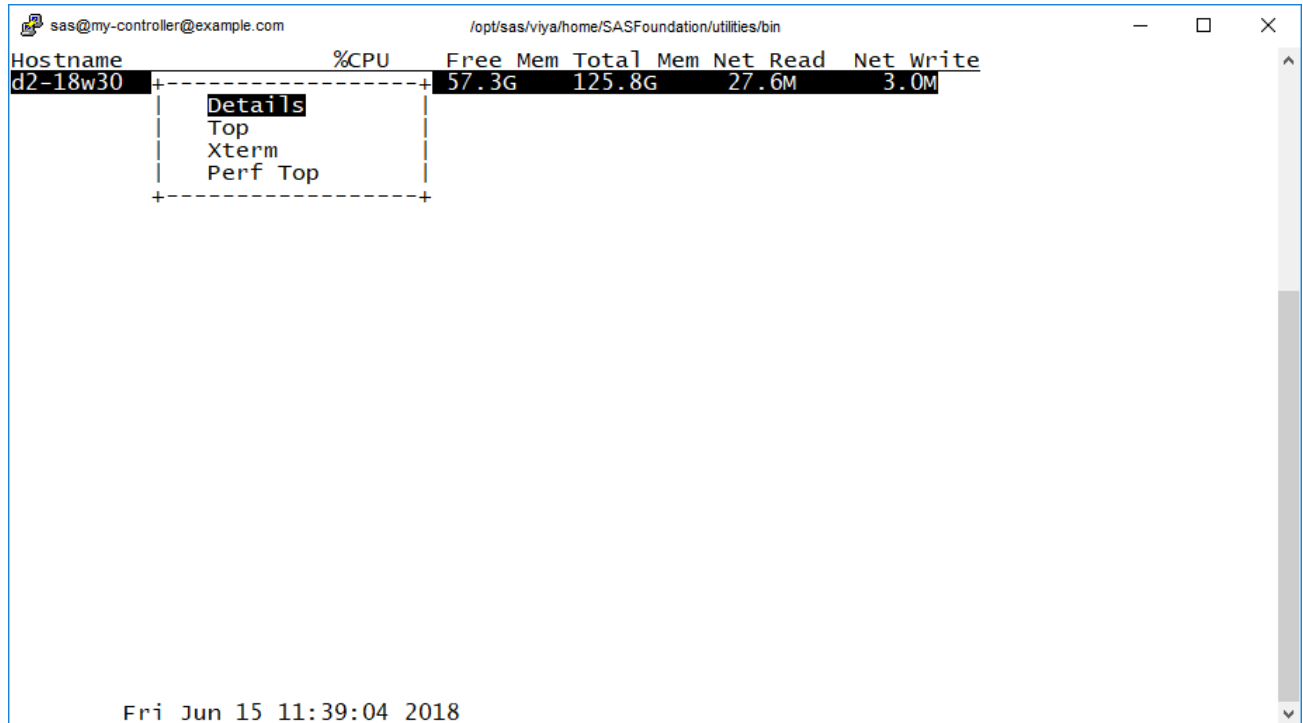 sas@my-controller@example.com /opt/sas/viya/home/SASFoundation/utilities/bin
Hostname %CPU Free Mem Total Mem Net Read Net Write
d2-18w30 +------------------+ 57.3G 125.8G 27.6M 3.0M
| Details |
| Top |
| Xterm |
| Perf Top |
+------------------+
Fri Jun 15 11:39:04 2018